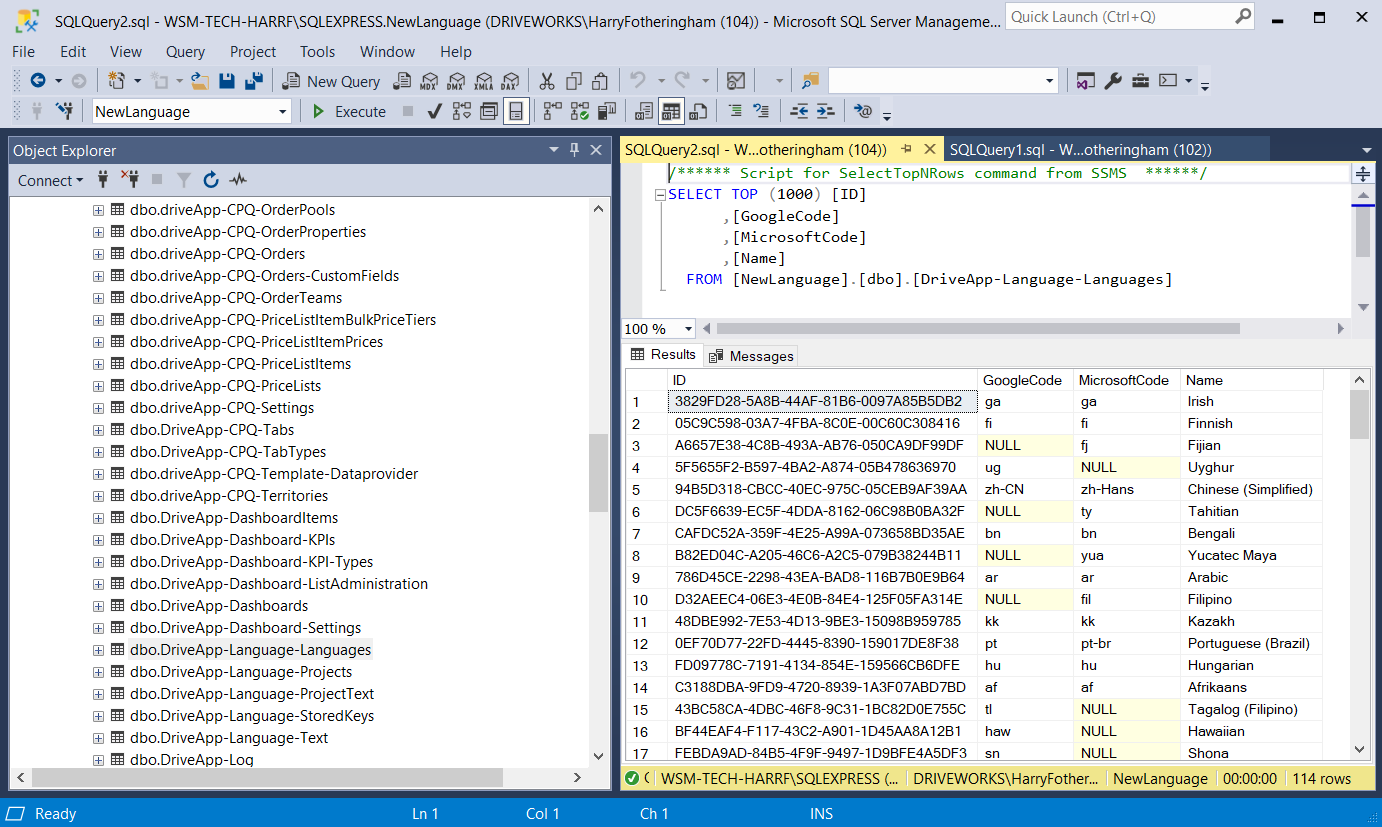 SQLQuery2.sql - WSM-TECH-HARRF\SQLEXPRESS.NewLanguage (DRIVEWORKS\HarryFotheringham (104)) - Microsoft SQL Server Manageme...
Quick Launch (Ctrl+Q)
File Edit View Query Project Tools Window Help
New Query MDX DMX XMLA DAX
NewLanguage Execute
Object Explorer
Connect
dbo.driveApp-CPQ-OrderPools
dbo.driveApp-CPQ-OrderProperties
dbo.driveApp-CPQ-Orders
dbo.driveApp-CPQ-Orders-CustomFields
dbo.driveApp-CPQ-OrderTeams
dbo.driveApp-CPQ-PriceListItemBulkPriceTiers
dbo.driveApp-CPQ-PriceListItemPrices
dbo.driveApp-CPQ-PriceListItems
dbo.driveApp-CPQ-PriceLists
dbo.driveApp-CPQ-Settings
dbo.DriveApp-CPQ-Tabs
dbo.DriveApp-CPQ-TabTypes
dbo.driveApp-CPQ-Template-Dataprovider
dbo.driveApp-CPQ-Territories
dbo.DriveApp-DashboardItems
dbo.DriveApp-Dashboard-KPIs
dbo.DriveApp-Dashboard-KPI-Types
dbo.DriveApp-Dashboard-ListAdministration
dbo.DriveApp-Dashboards
dbo.DriveApp-Dashboard-Settings
dbo.DriveApp-Language-Languages
dbo.DriveApp-Language-Projects
dbo.DriveApp-Language-ProjectText
dbo.DriveApp-Language-StoredKeys
dbo.DriveApp-Language-Text
dbo.DriveApp-Log
SQLQuery2.sql - W...otheringham (104)) SQLQuery1.sql - W...otheringham (102))
/****** Script for SelectTopNRows command from SSMS ******/
SELECT TOP (1000) [ID]
,[GoogleCode]
,[MicrosoftCode]
,[Name]
FROM [NewLanguage].[dbo].[DriveApp-Language-Languages]
100 %
Results Messages
ID GoogleCode MicrosoftCode Name
1 3829FD28-5A8B-44AF-81B6-0097A85B5DB2 ga ga Irish
2 05C9C598-03A7-4FBA-8C0E-00C60C308416 fi fi Finnish
3 A6657E38-4C8B-493A-AB76-050CA9DF99DF NULL fj Fijian
4 5F5655F2-B597-4BA2-A874-05B478636970 ug NULL Uyghur
5 94B5D318-CBCC-40EC-975C-05CEB9AF39AA zh-CN zh-Hans Chinese (Simplified)
6 DC5F6639-EC5F-4DDA-8162-06C98B0BA32F NULL ty Tahitian
7 CAFDC52A-359F-4E25-A99A-073658BD35AE bn bn Bengali
8 B82ED04C-A205-46C6-A2C5-079B38244B11 NULL yua Yucatec Maya
9 786D45CE-2298-43EA-BAD8-116B7B0E9B64 ar ar Arabic
10 D32AEEC4-06E3-4E0B-84E4-125F05FA314E NULL fil Filipino
11 48DBE992-7E53-4D13-9BE3-15098B959785 kk kk Kazakh
12 0EF70D77-22FD-4445-8390-159017DE8F38 pt pt-br Portuguese (Brazil)
13 FD09778C-7191-4134-854E-159566CB6DFE hu hu Hungarian
14 C3188DBA-9FD9-4720-8939-1A3F07ABD7BD af af Afrikaans
15 43BC58CA-4DBC-46F8-9C31-1BC82D0E755C tl NULL Tagalog (Filipino)
16 BF44EAF4-F117-43C2-A901-1D45AA8A12B1 haw NULL Hawaiian
17 FEBDA9AD-84B5-4F9F-9497-1D9BFE4A5DF3 sn NULL Shona
WSM-TECH-HARRF\SQLEXPRESS (... DRIVEWORKS\HarryFother... NewLanguage 00:00:00 114 rows
Ready Ln 1 Col 1 Ch 1 INS